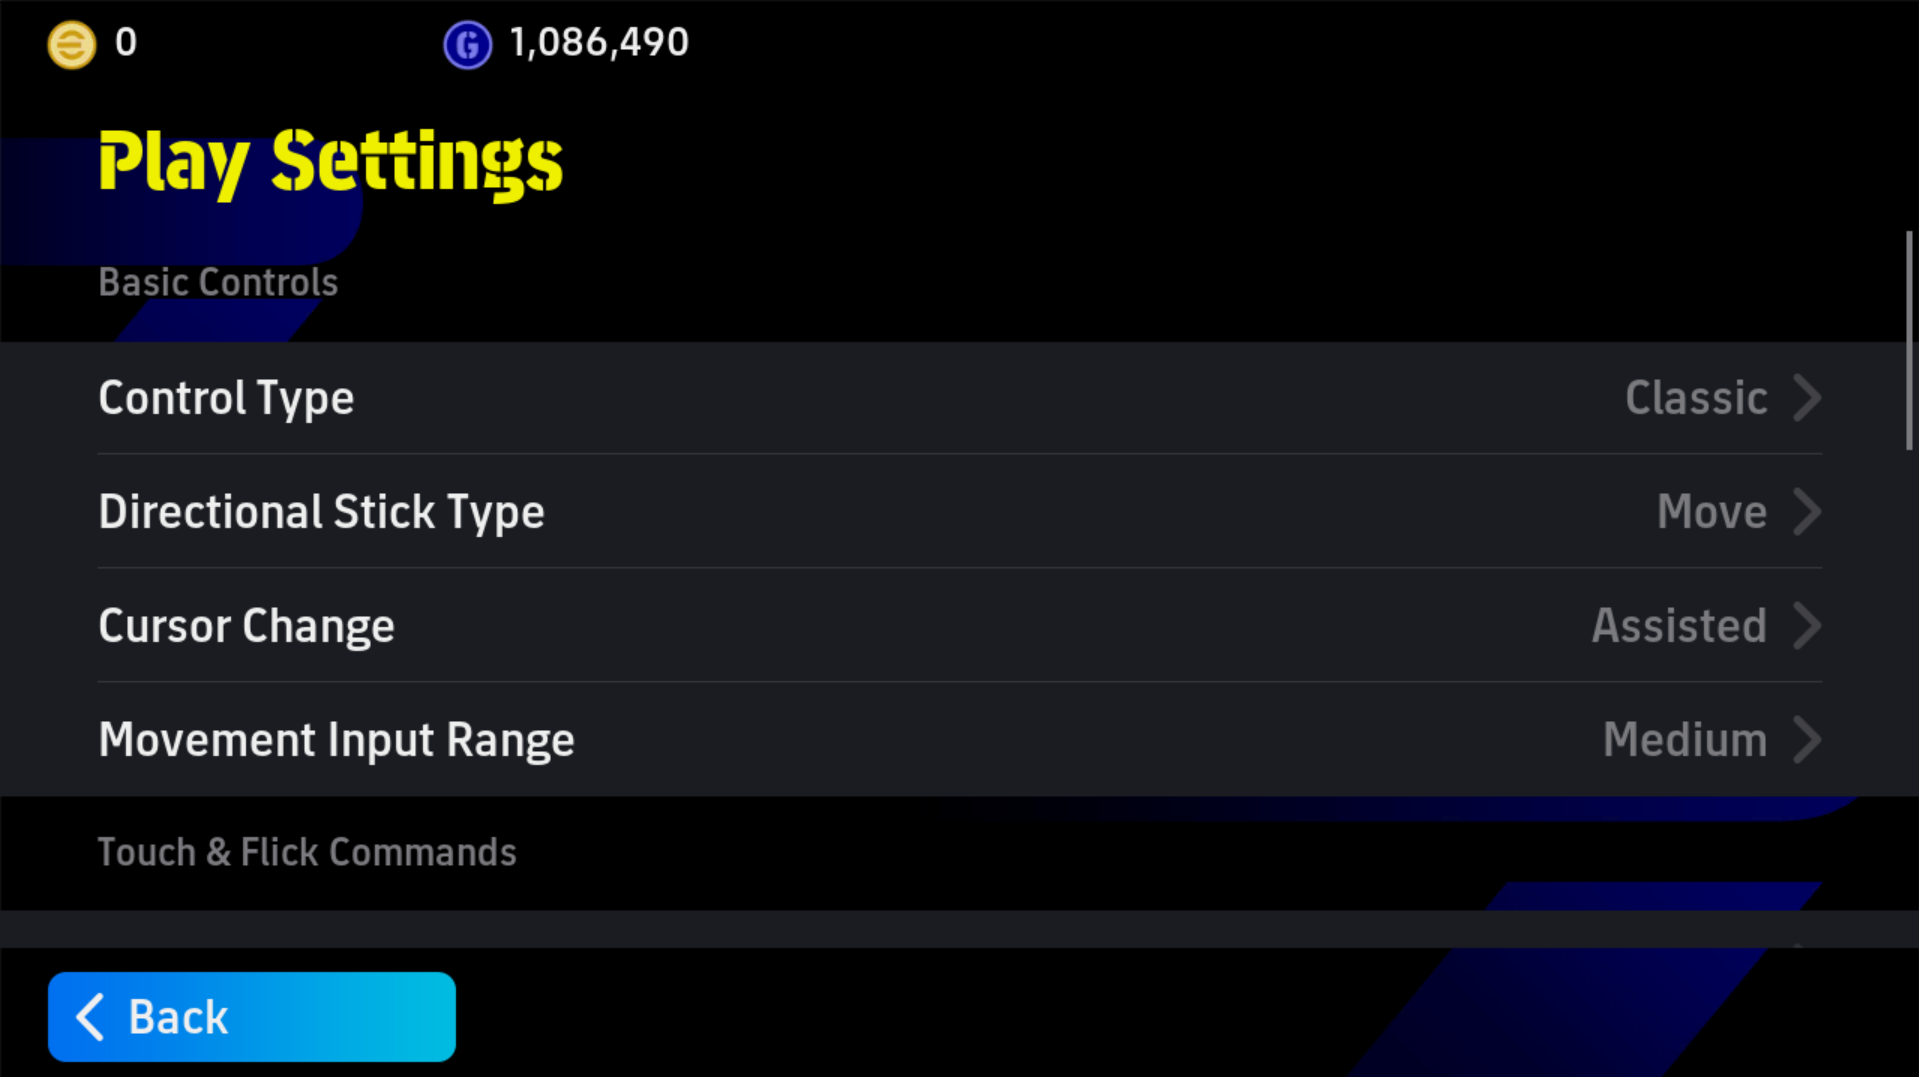 0
1,086,490
Play Settings
Basic Controls
Control Type Classic
Directional Stick Type Move
Cursor Change Assisted
Movement Input Range Medium
Touch & Flick Commands
Back